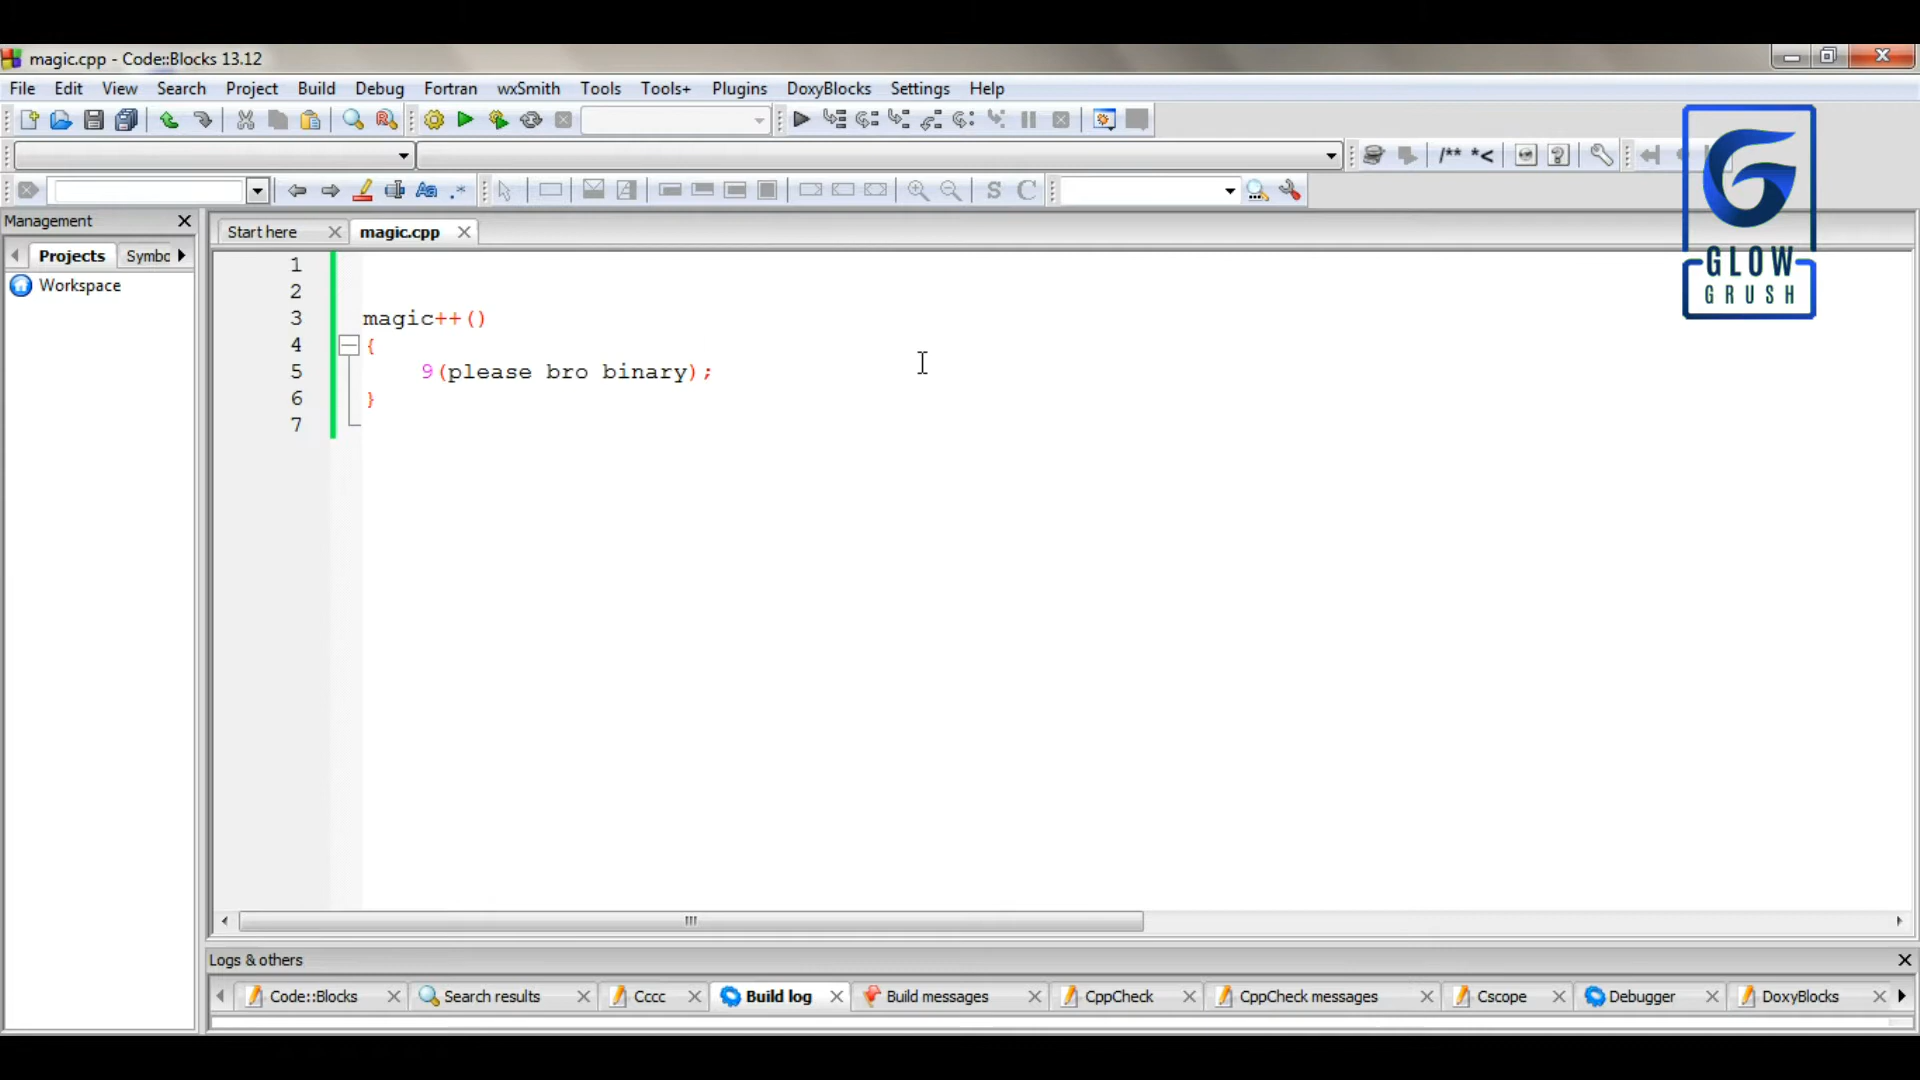 magic.cpp - Code::Blocks 13.12
File Edit View Search Project Build Debug Fortran wxSmith Tools Tools+ Plugins DoxyBlocks Settings Help
/** *<
Aa .*
S C
Management
Projects Symbo
Workspace
Start here magic.cpp
1
2
3 magic++()
4 {
5 9(please bro binary);
6 }
7
GLOW
GRUSH
Logs & others
Code::Blocks Search results Cccc Build log Build messages CppCheck CppCheck messages Cscope Debugger DoxyBlocks